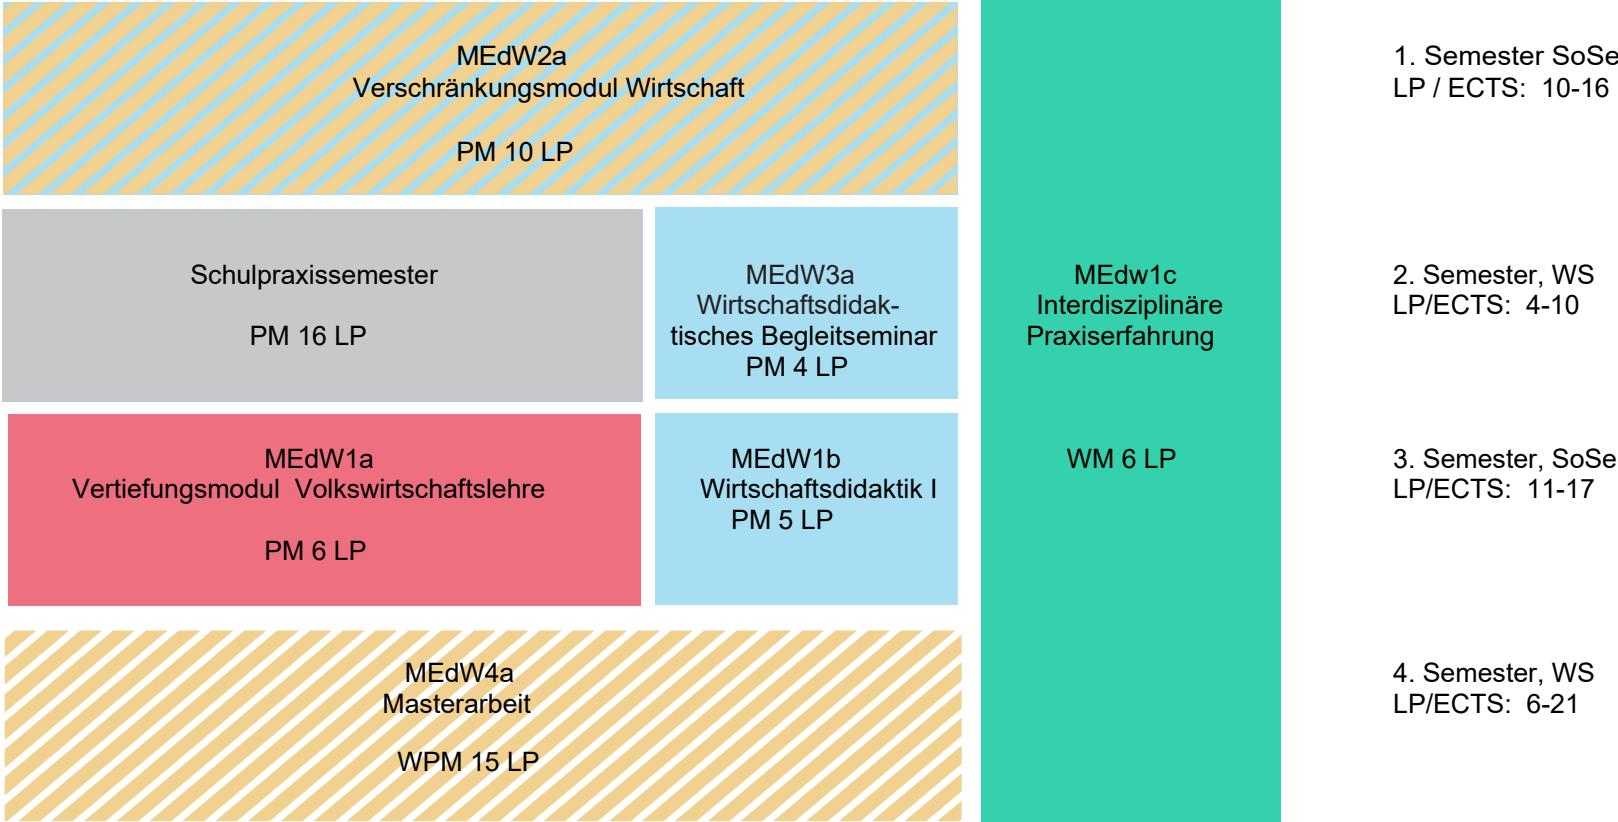 MEdW2a
Verschränkungsmodul Wirtschaft
PM 10 LP
1. Semester SoSe
LP / ECTS: 10-16
Schulpraxissemester
PM 16 LP
MEdW3a
Wirtschaftsdidak-
tisches Begleitseminar
PM 4 LP
MEdw1c
Interdisziplinäre
Praxiserfahrung
WM 6 LP
2. Semester, WS
LP/ECTS: 4-10
MEdW1a
Vertiefungsmodul Volkswirtschaftslehre
PM 6 LP
MEdW1b
Wirtschaftsdidaktik I
PM 5 LP
3. Semester, SoSe
LP/ECTS: 11-17
MEdW4a
Masterarbeit
WPM 15 LP
4. Semester, WS
LP/ECTS: 6-21